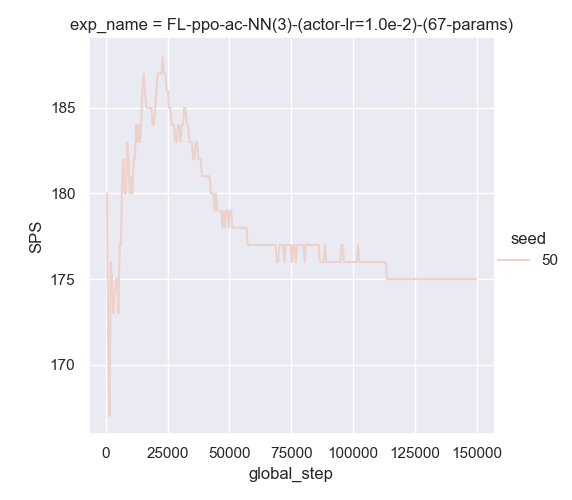 exp_name = FL-ppo-ac-NN(3)-(actor-lr=1.0e-2)-(67-params)
185
180
175
170
SPS
0 25000 50000 75000 100000 125000 150000
global_step
seed
50